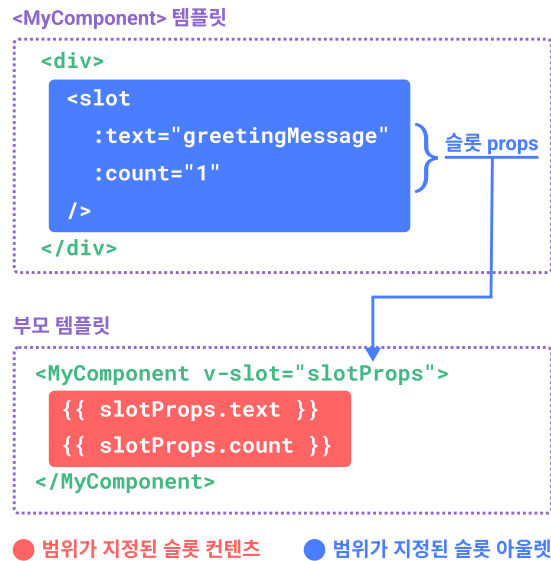 <MyComponent> 템플릿
<div>
<slot
:text="greetingMessage"
:count="1"
/>
</div>
슬롯 props
부모 템플릿
<MyComponent v-slot="slotProps">
{{ slotProps.text }}
{{ slotProps.count }}
</MyComponent>
범위가 지정된 슬롯 컨텐츠
범위가 지정된 슬롯 아울렛